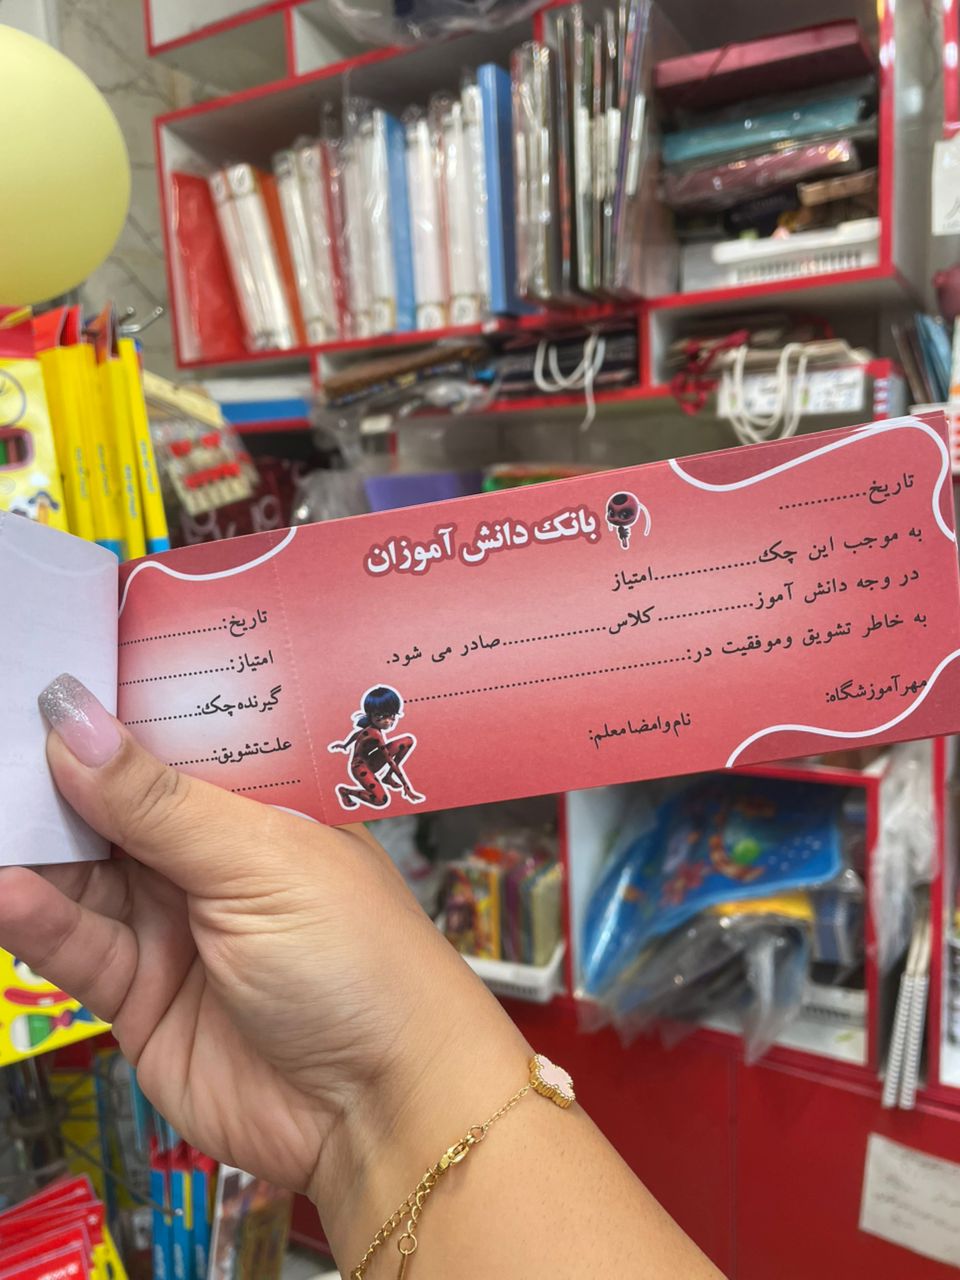 بانک دانش آموزان
تاریخ............
به موجب این چک..................امتیاز
در وجه دانش آموز.................کلاس..................صادر می شود.
به خاطر تشویق وموفقیت در:................................................
مهرآموزشگاه:
نام وامضا معلم:
تاریخ:....................
امتیاز:....................
گیرنده چک:..............
علت تشویق:..........
..............